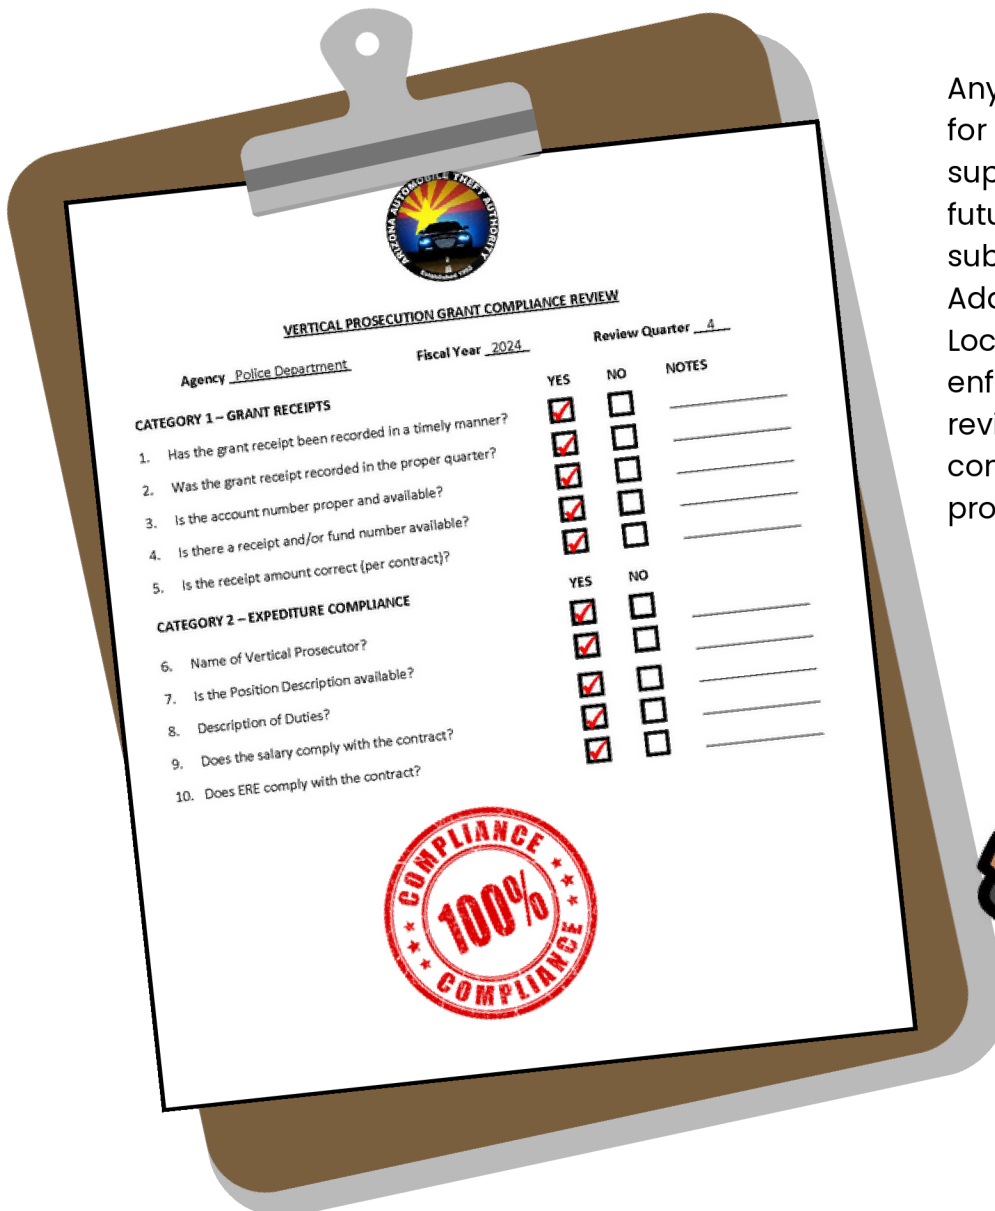 ARIZONA AUTOMOBILE THEFT AUTHORITY
Established 1992
VERTICAL PROSECUTION GRANT COMPLIANCE REVIEW
Agency Police Department Fiscal Year 2024 Review Quarter 4
CATEGORY 1 – GRANT RECEIPTS YES NO NOTES
1. Has the grant receipt been recorded in a timely manner?
2. Was the grant receipt recorded in the proper quarter?
3. Is the account number proper and available?
4. Is there a receipt and/or fund number available?
5. Is the receipt amount correct (per contract)?
CATEGORY 2 – EXPEDITURE COMPLIANCE YES NO
6. Name of Vertical Prosecutor?
7. Is the Position Description available?
8. Description of Duties?
9. Does the salary comply with the contract?
10. Does ERE comply with the contract?
COMPLIANCE
100%
COMPLIANCE
Any
for
sup
futu
sub
Add
Loc
enf
revi
con
pro